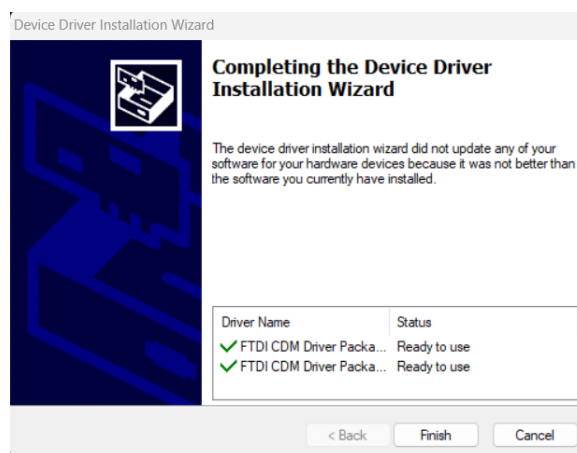 Device Driver Installation Wizard
Completing the Device Driver
Installation Wizard
The device driver installation wizard did not update any of your
software for your hardware devices because it was not better than
the software you currently have installed.
Driver Name Status
FTDI CDM Driver Packa... Ready to use
FTDI CDM Driver Packa... Ready to use
< Back Finish Cancel